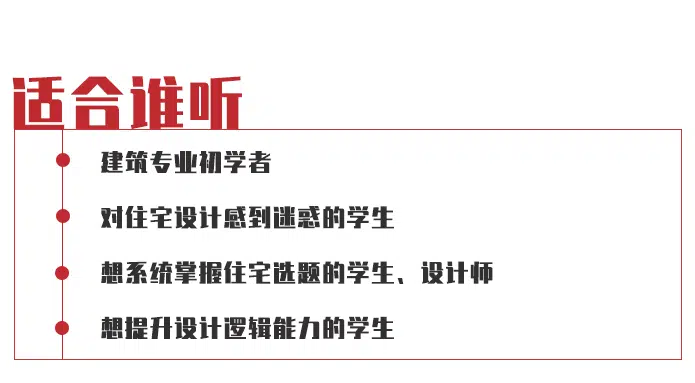 适合谁听
建筑专业初学者
对住宅设计感到迷惑的学生
想系统掌握住宅选题的学生、设计师
想提升设计逻辑能力的学生